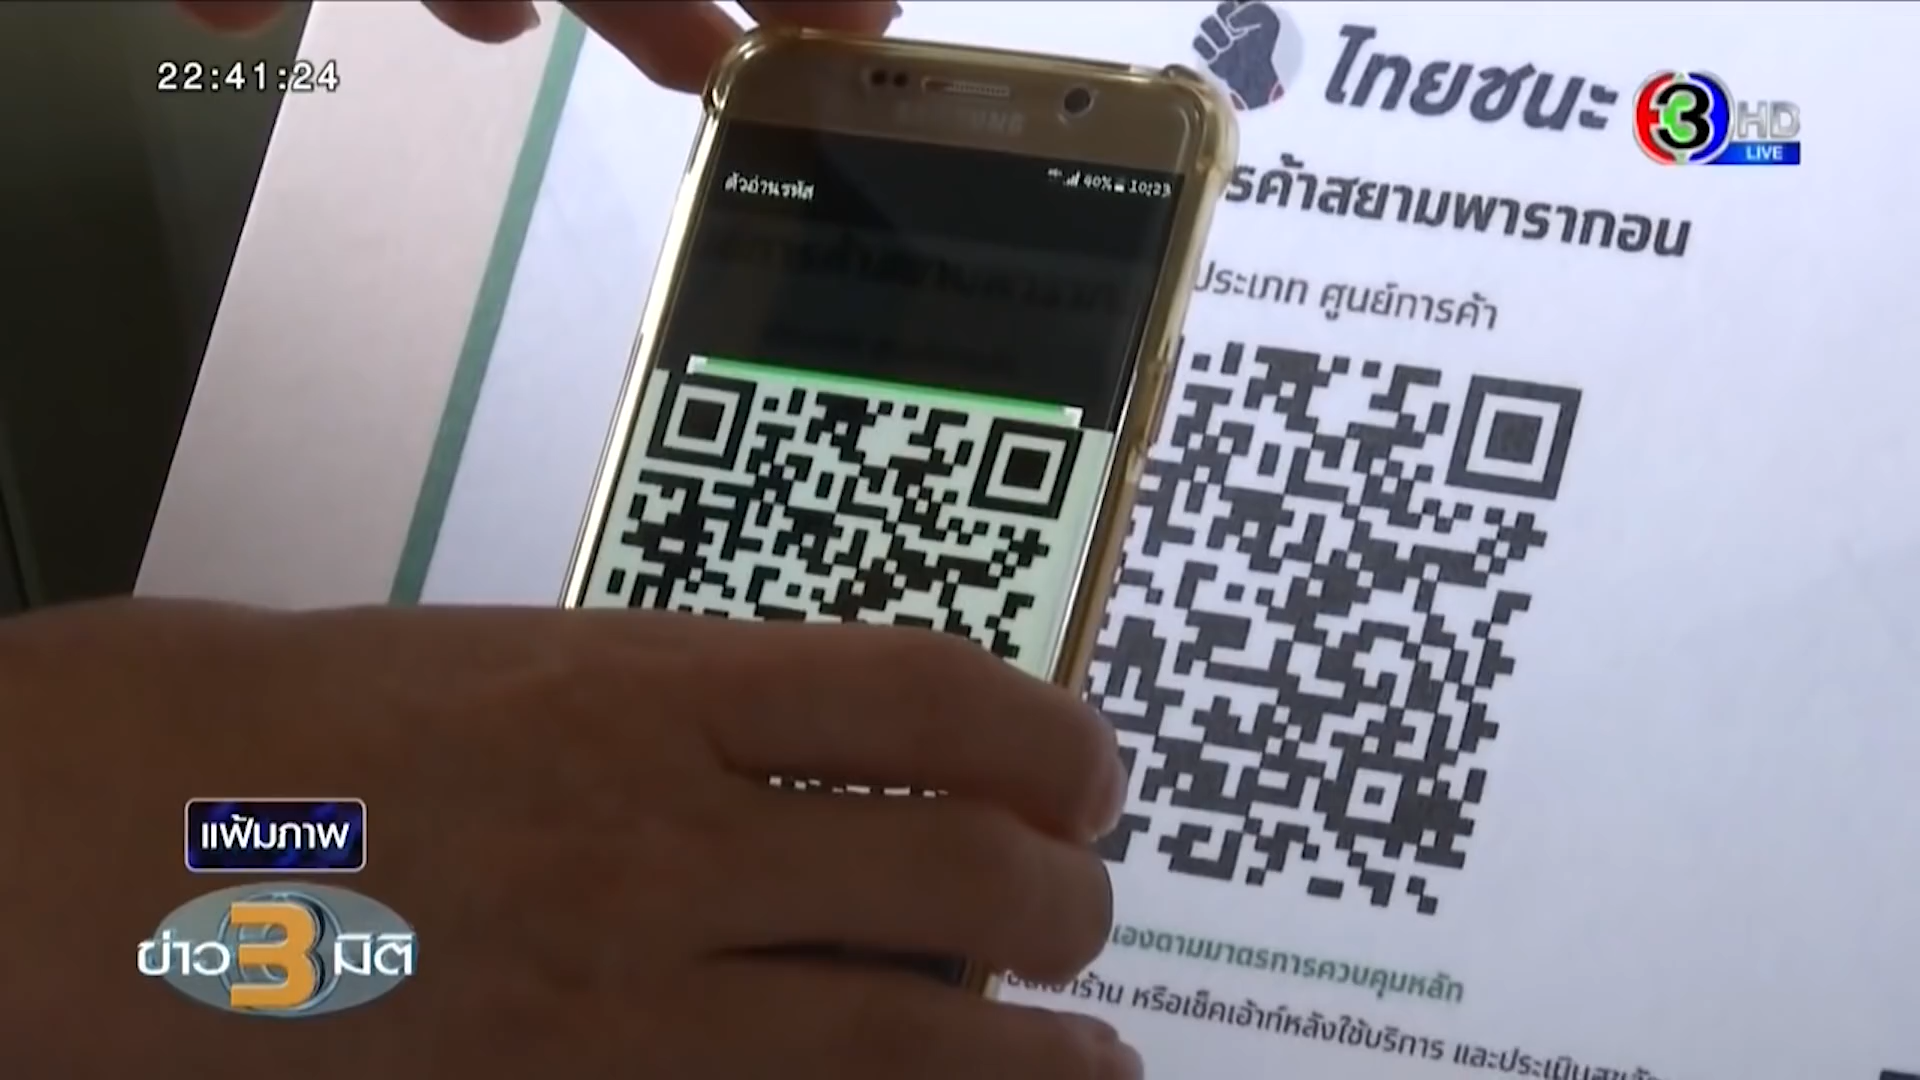 22:41:24
ไทยชนะ
3 HD
LIVE
SAMSUNG
40% 10:23
ตัวอ่านรหัส
รค้าสยามพารากอน
ประเภท ศูนย์การค้า
แฟ้มภาพ
ข่าว 3 มิติ
เองตามมาตรการควบคุมหลัก
ร้าน หรือเช็คเอ้าท์หลังใช้บริการ และประเมิน